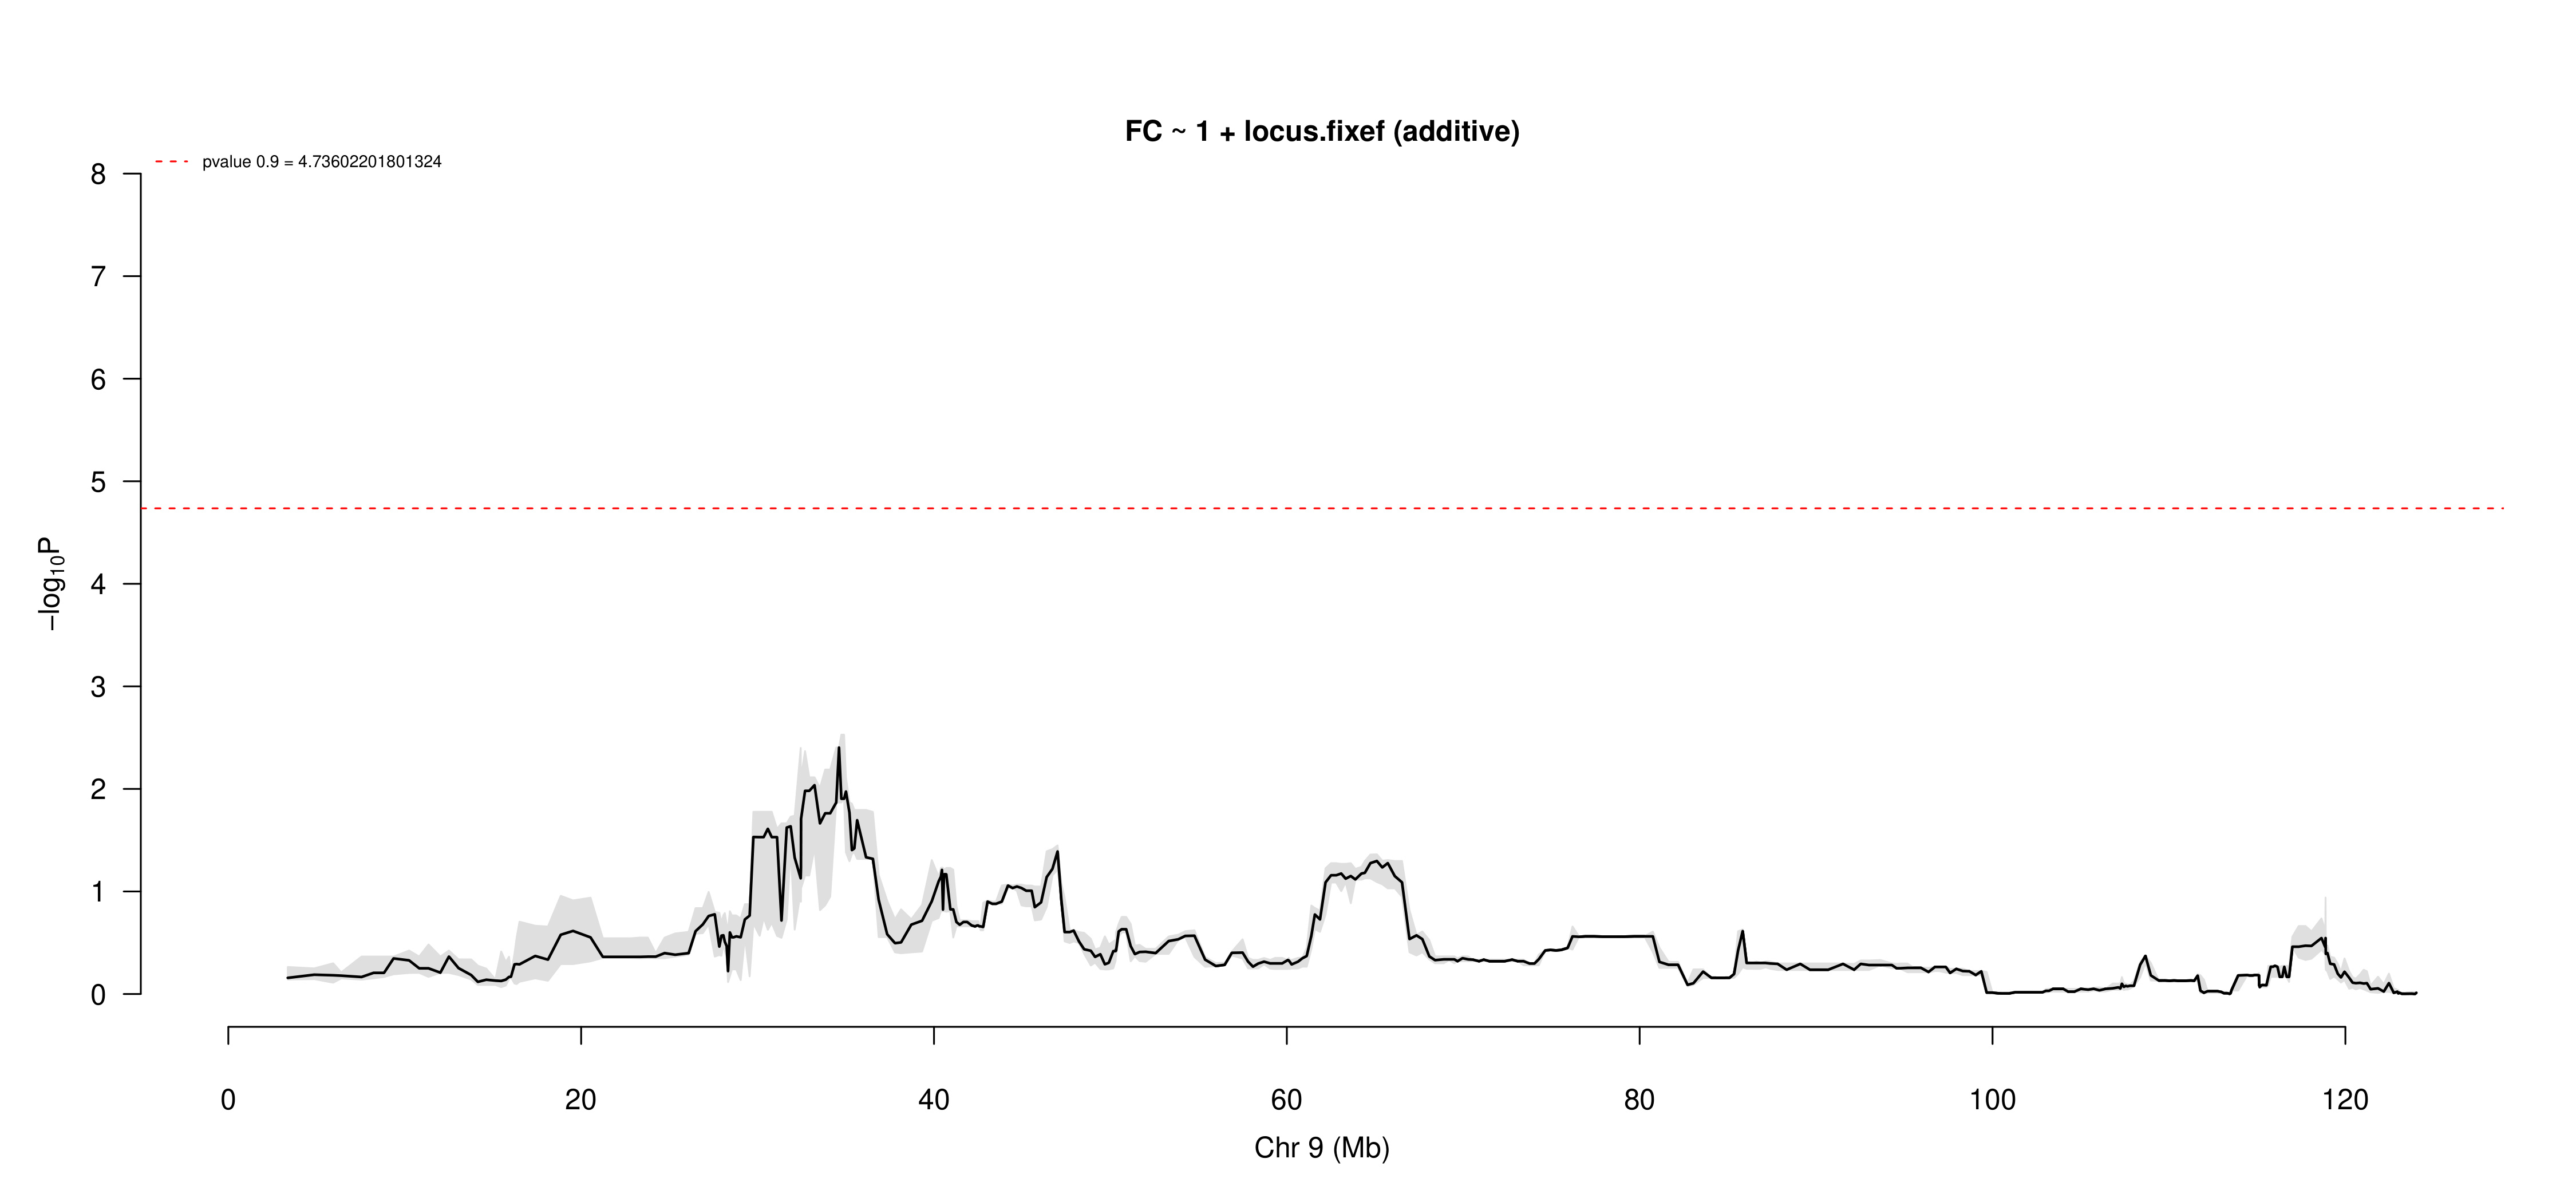 FC ~ 1 + locus.fixef (additive)
pvalue 0.9 = 4.73602201801324
8
7
6
5
4
3
2
1
0
−log10P
0 20 40 60 80 100 120
Chr 9 (Mb)